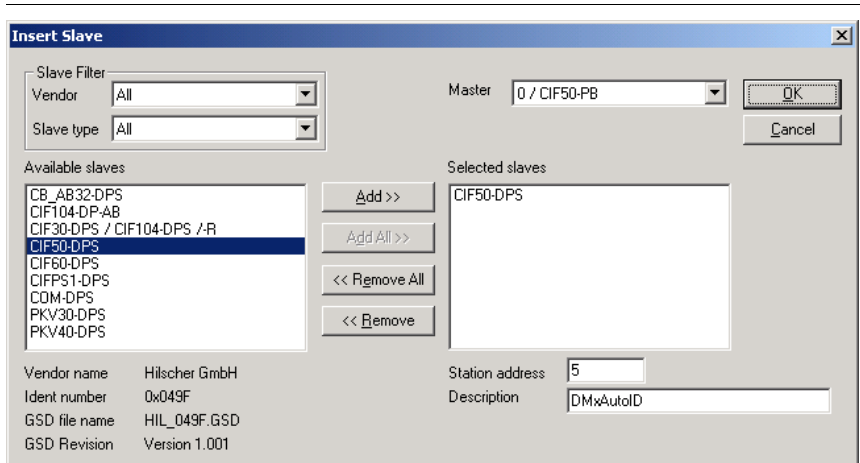 Insert Slave
Slave Filter
Vendor All
Slave type All
Master 0 / CIF50-PB
OK
Cancel
Available slaves
CB_AB32-DPS
CIF104-DP-AB
CIF30-DPS / CIF104-DPS /-R
CIF50-DPS
CIF60-DPS
CIFPS1-DPS
COM-DPS
PKV30-DPS
PKV40-DPS
Add >>
Add All >>
<< Remove All
<< Remove
Selected slaves
CIF50-DPS
Vendor name Hilscher GmbH
Ident number 0x049F
GSD file name HIL_049F.GSD
GSD Revision Version 1.001
Station address 5
Description DMxAutoID